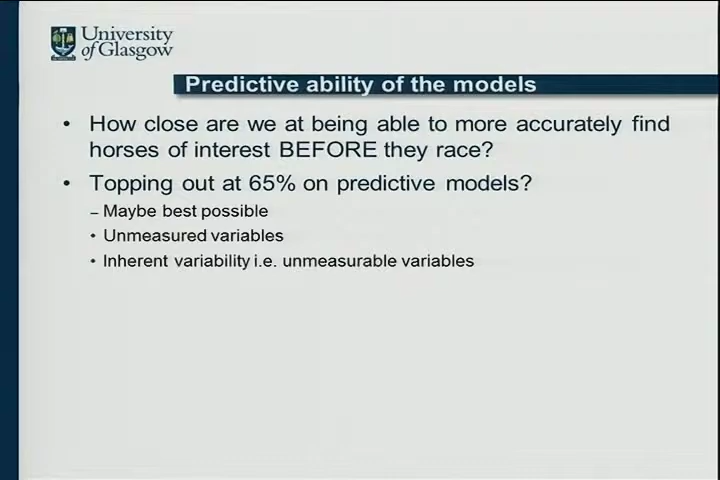 University
of Glasgow
Predictive ability of the models
• How close are we at being able to more accurately find
horses of interest BEFORE they race?
• Topping out at 65% on predictive models?
– Maybe best possible
• Unmeasured variables
• Inherent variability i.e. unmeasurable variables